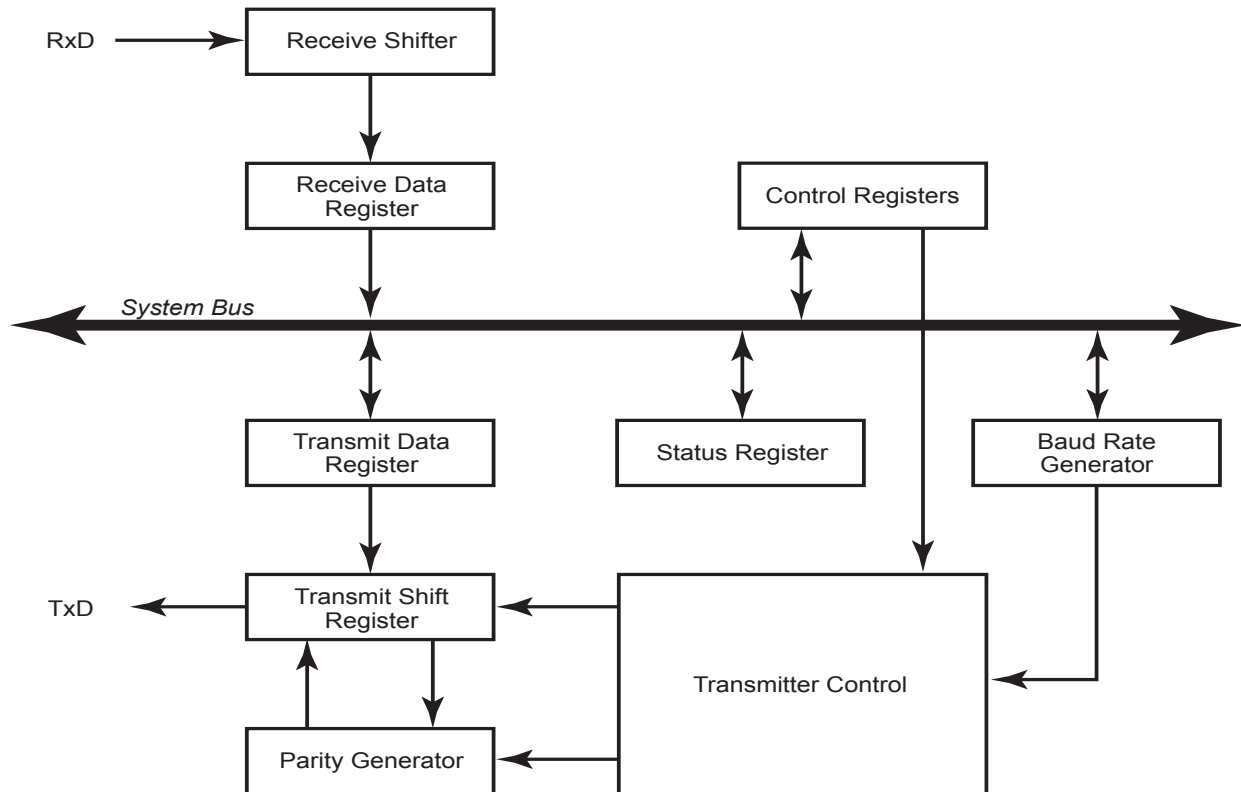 RxD
Receive Shifter
Receive Data
Register
Control Registers
System Bus
Transmit Data
Register
Status Register
Baud Rate
Generator
TxD
Transmit Shift
Register
Transmitter Control
Parity Generator